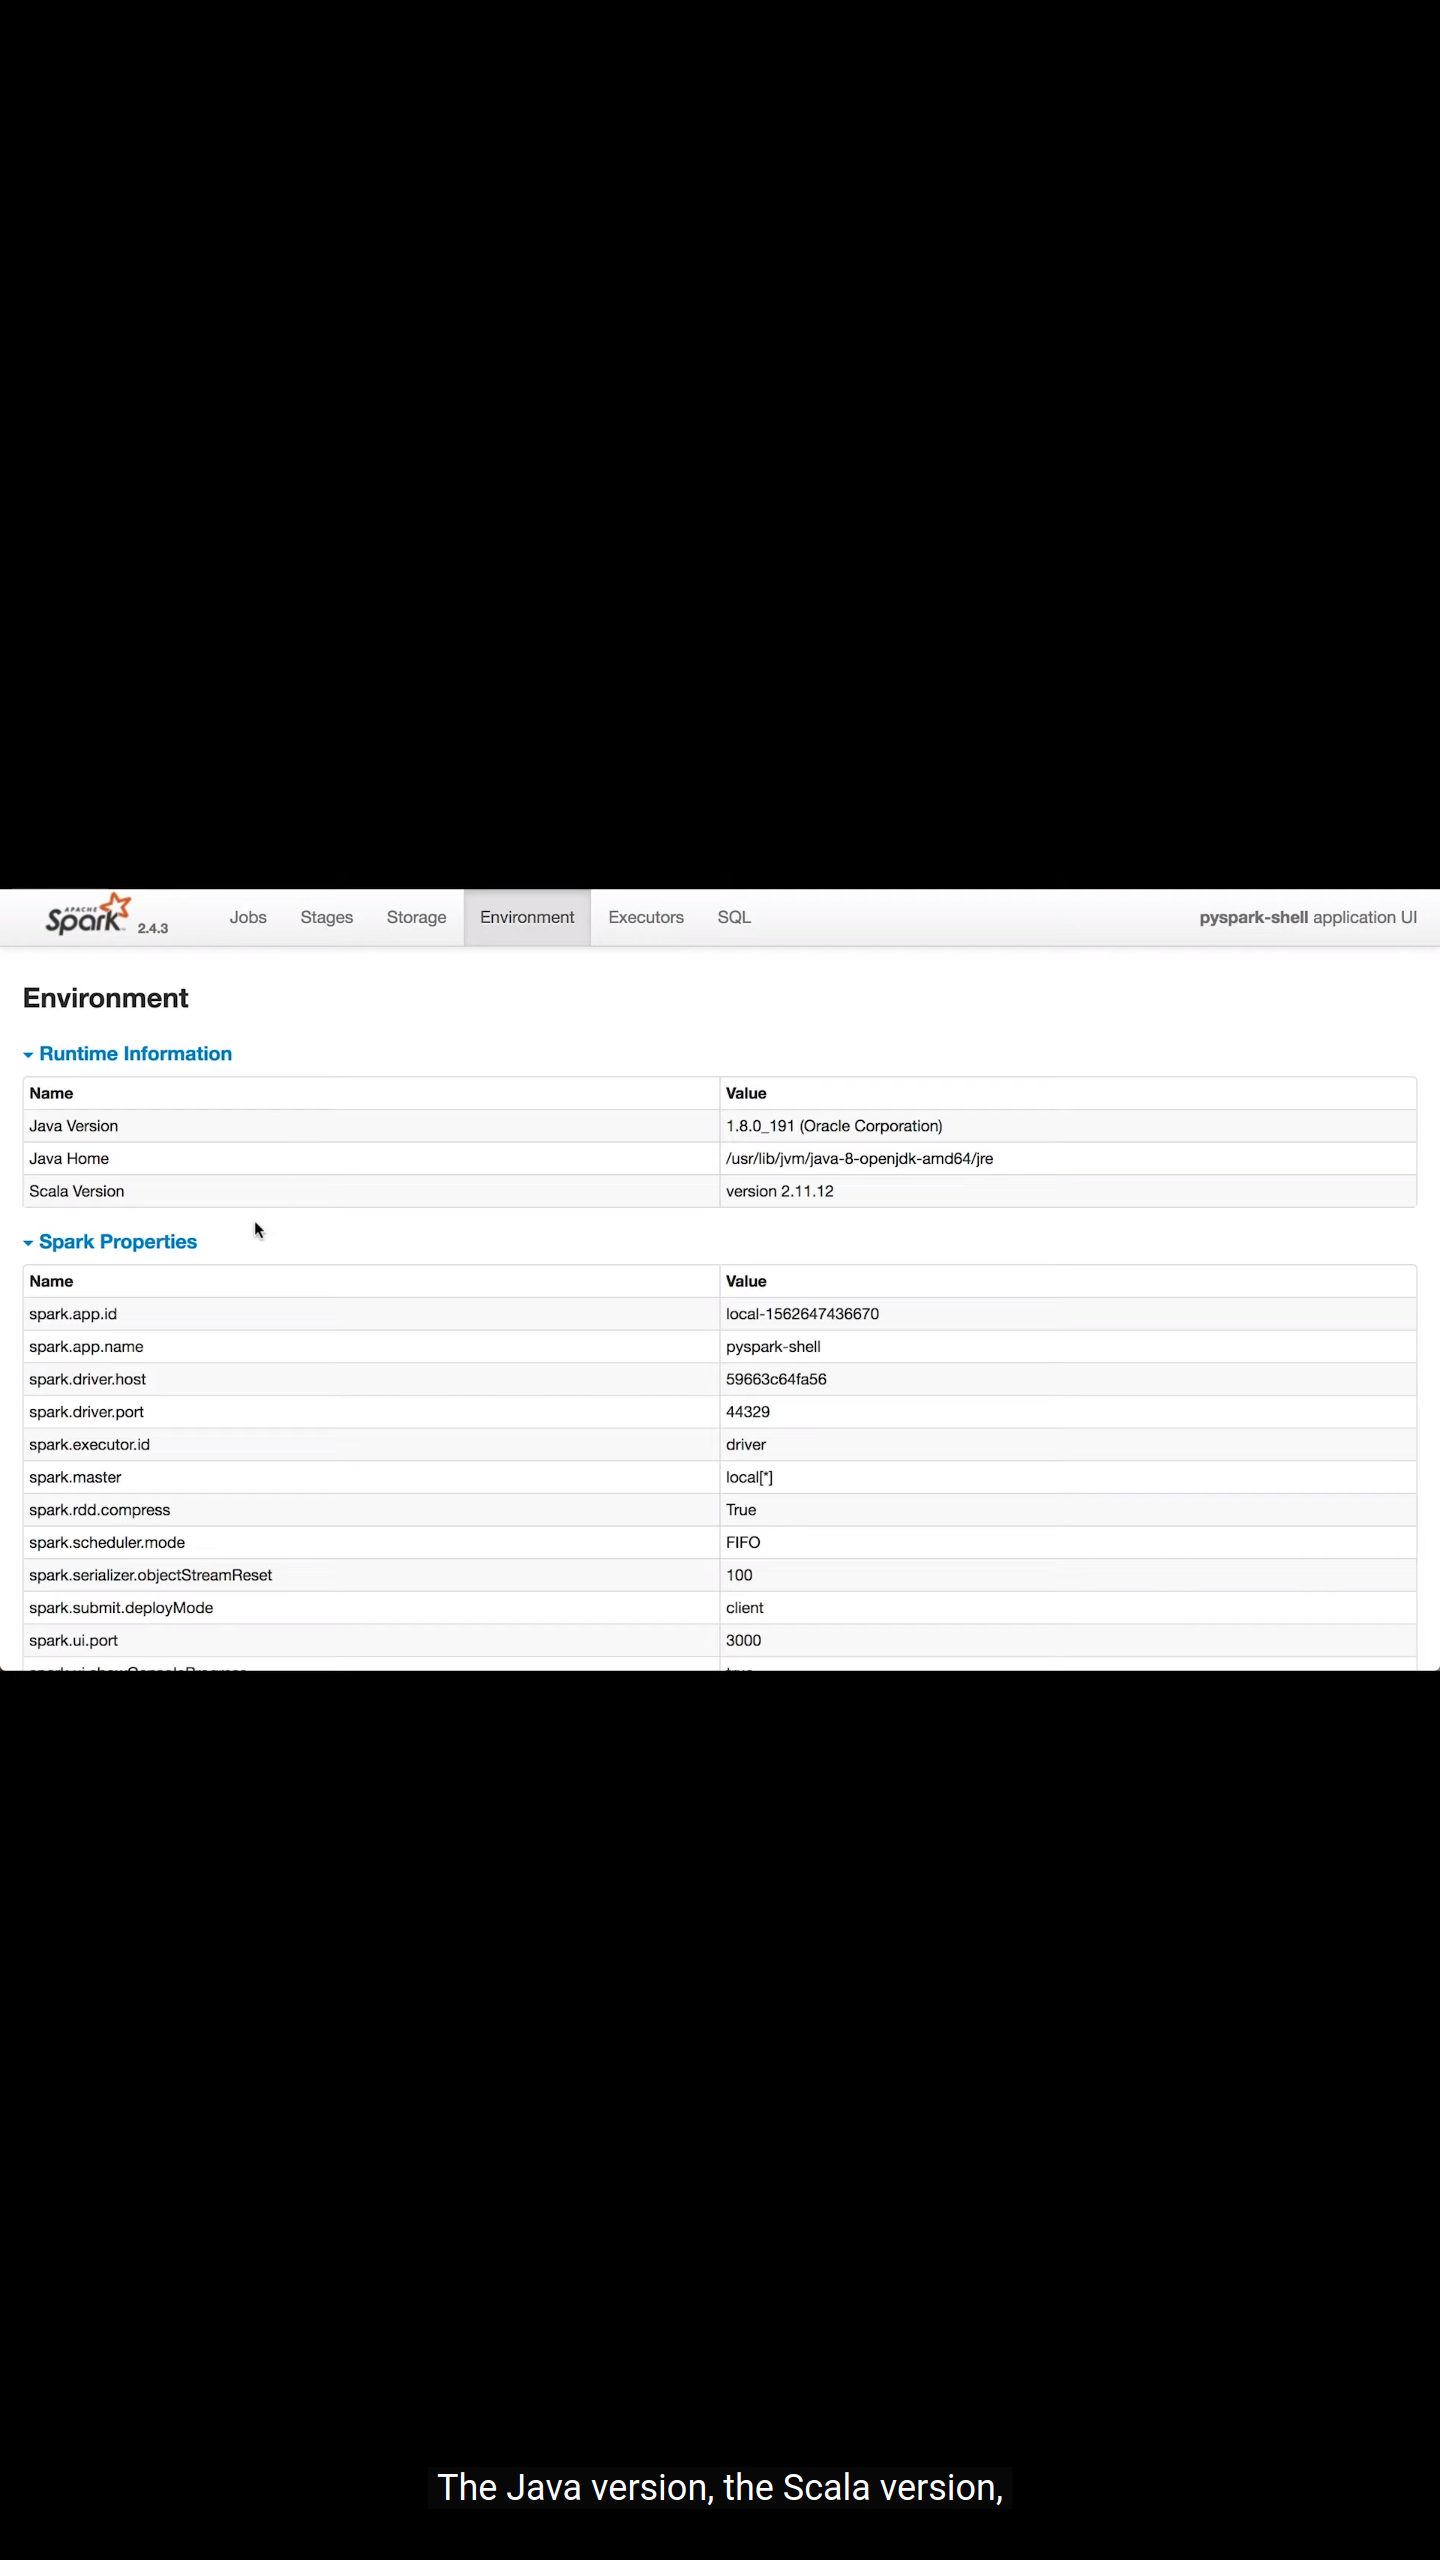 APACHE Spark 2.4.3 Jobs Stages Storage Environment Executors SQL pyspark-shell application UI
Environment
Runtime Information
Name Value
Java Version 1.8.0_191 (Oracle Corporation)
Java Home /usr/lib/jvm/java-8-openjdk-amd64/jre
Scala Version version 2.11.12
Spark Properties
Name Value
spark.app.id local-1562647436670
spark.app.name pyspark-shell
spark.driver.host 59663c64fa56
spark.driver.port 44329
spark.executor.id driver
spark.master local[*]
spark.rdd.compress True
spark.scheduler.mode FIFO
spark.serializer.objectStreamReset 100
spark.submit.deployMode client
spark.ui.port 3000
spark.ui.showConsoleProgress true
The Java version, the Scala version,